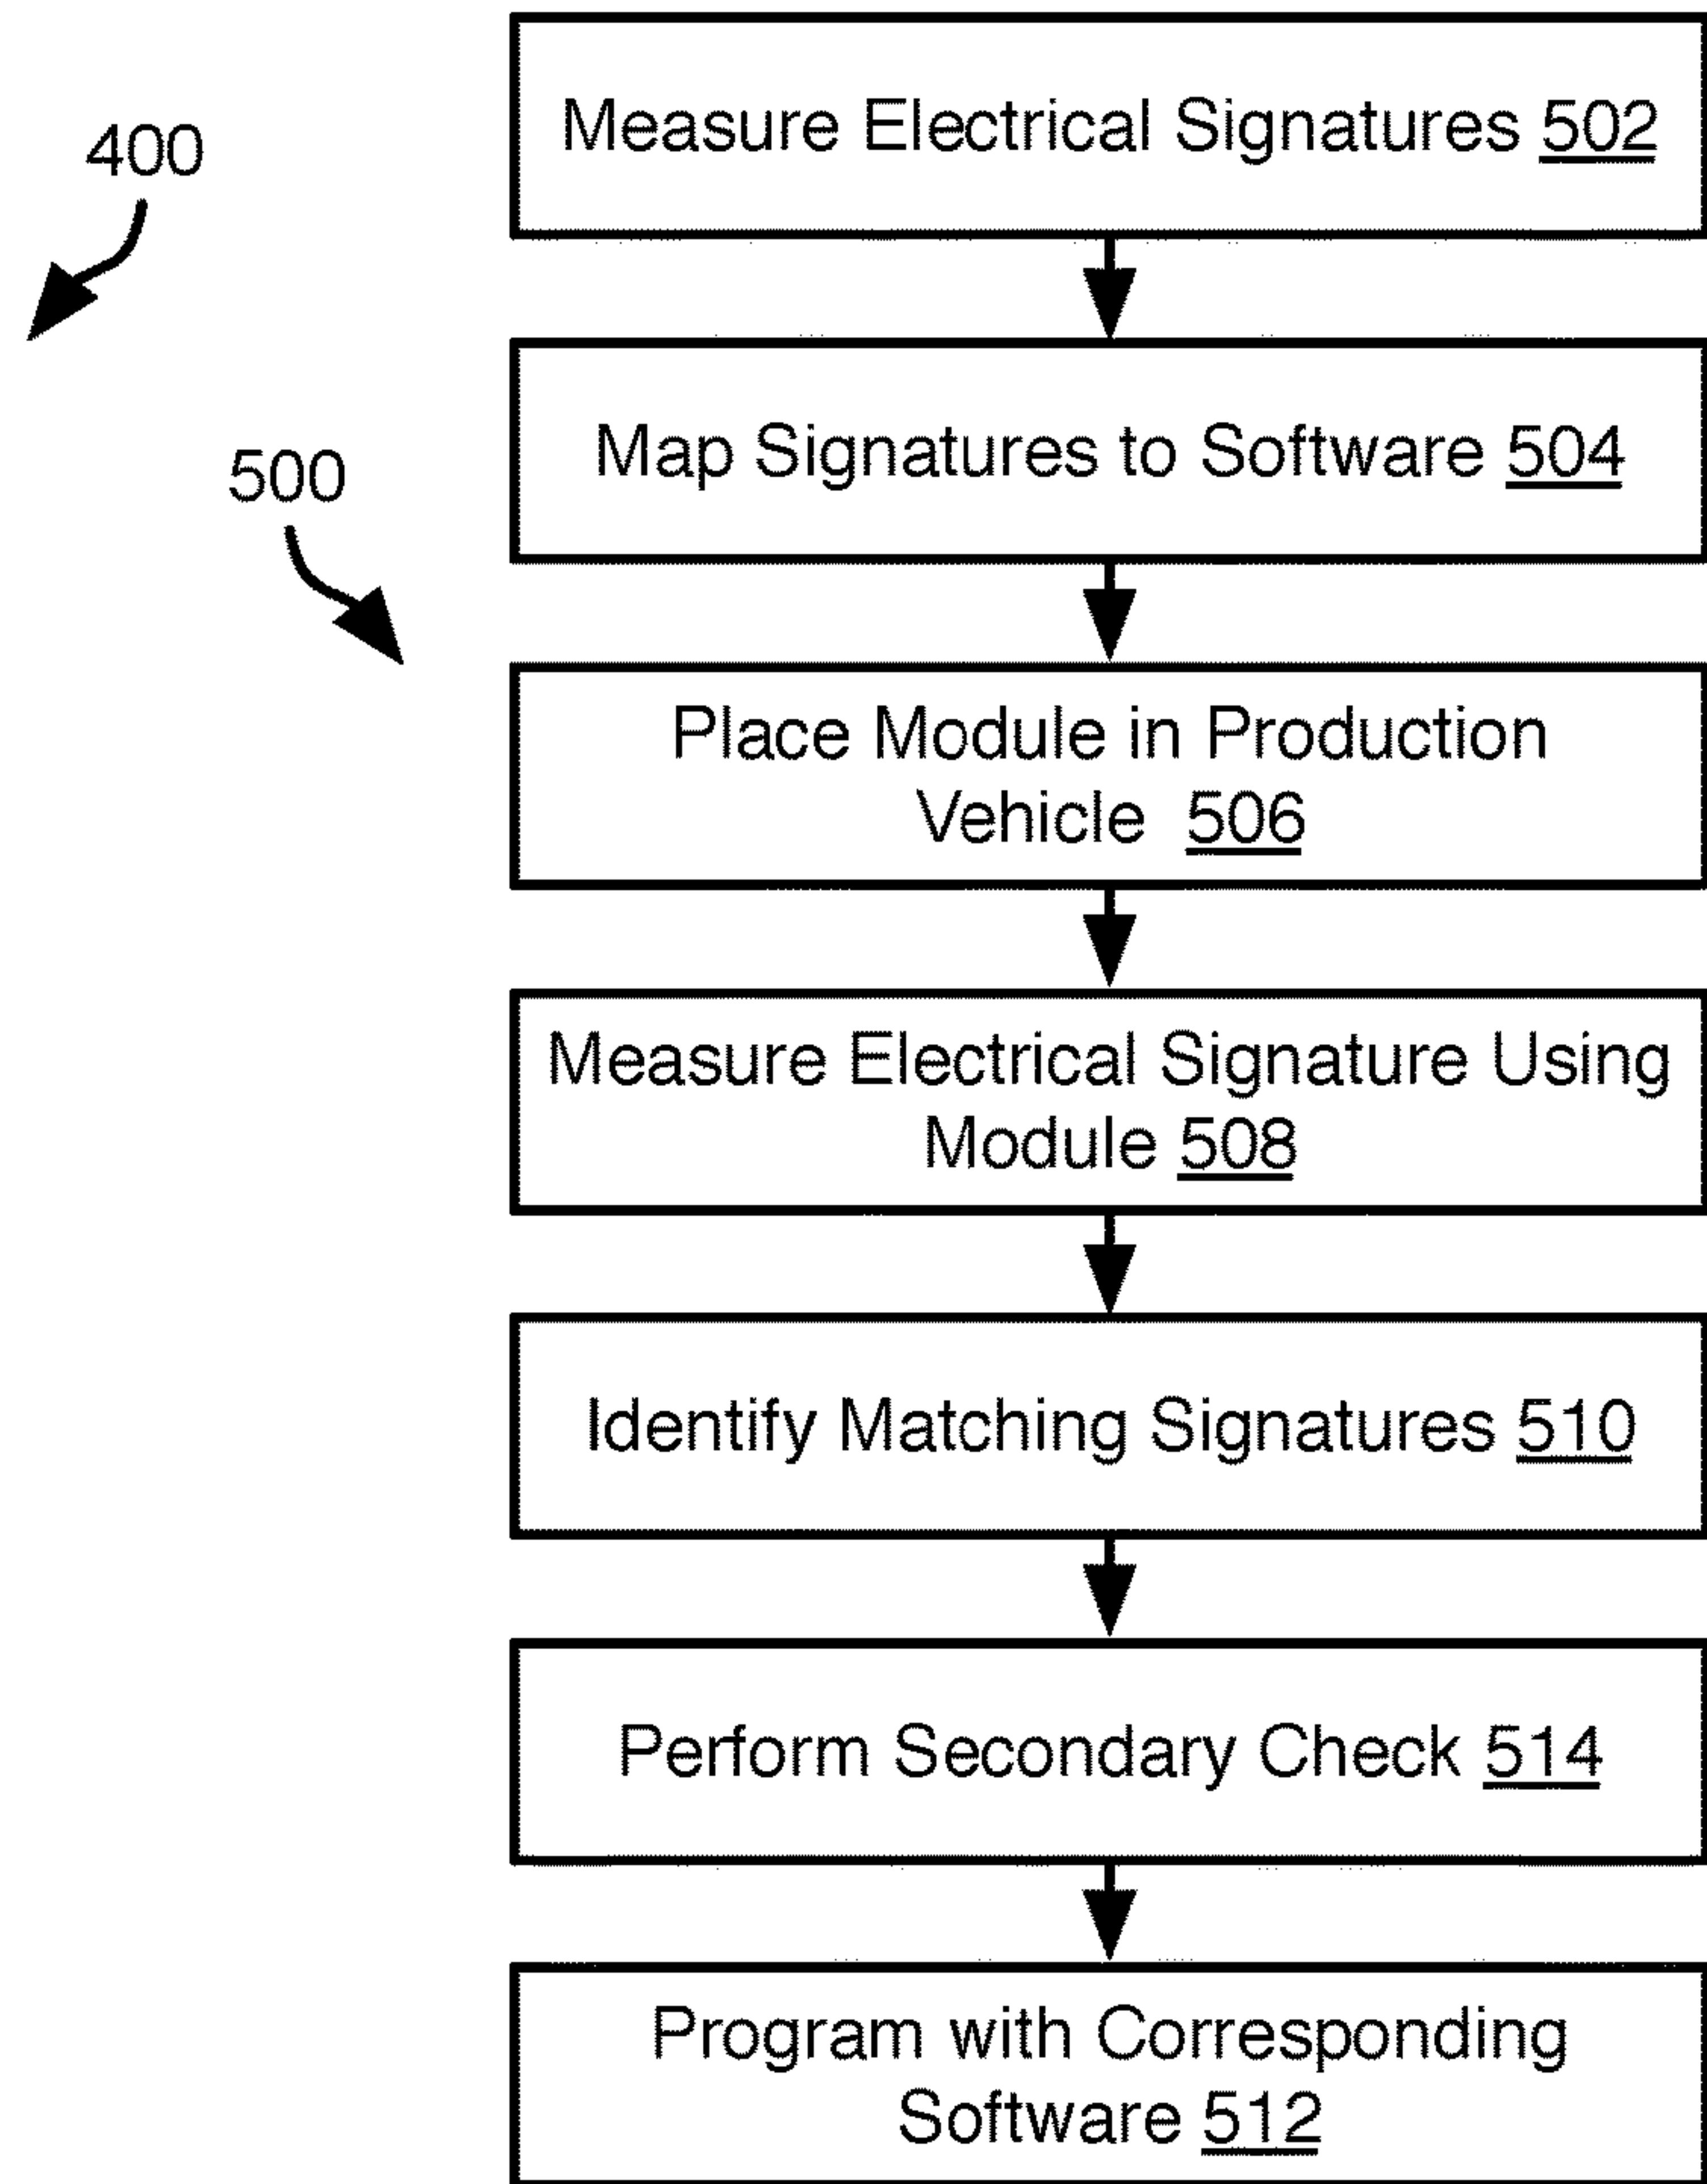 400
500
Measure Electrical Signatures 502
Map Signatures to Software 504
Place Module in Production
Vehicle 506
Measure Electrical Signature Using
Module 508
Identify Matching Signatures 510
Perform Secondary Check 514
Program with Corresponding
Software 512